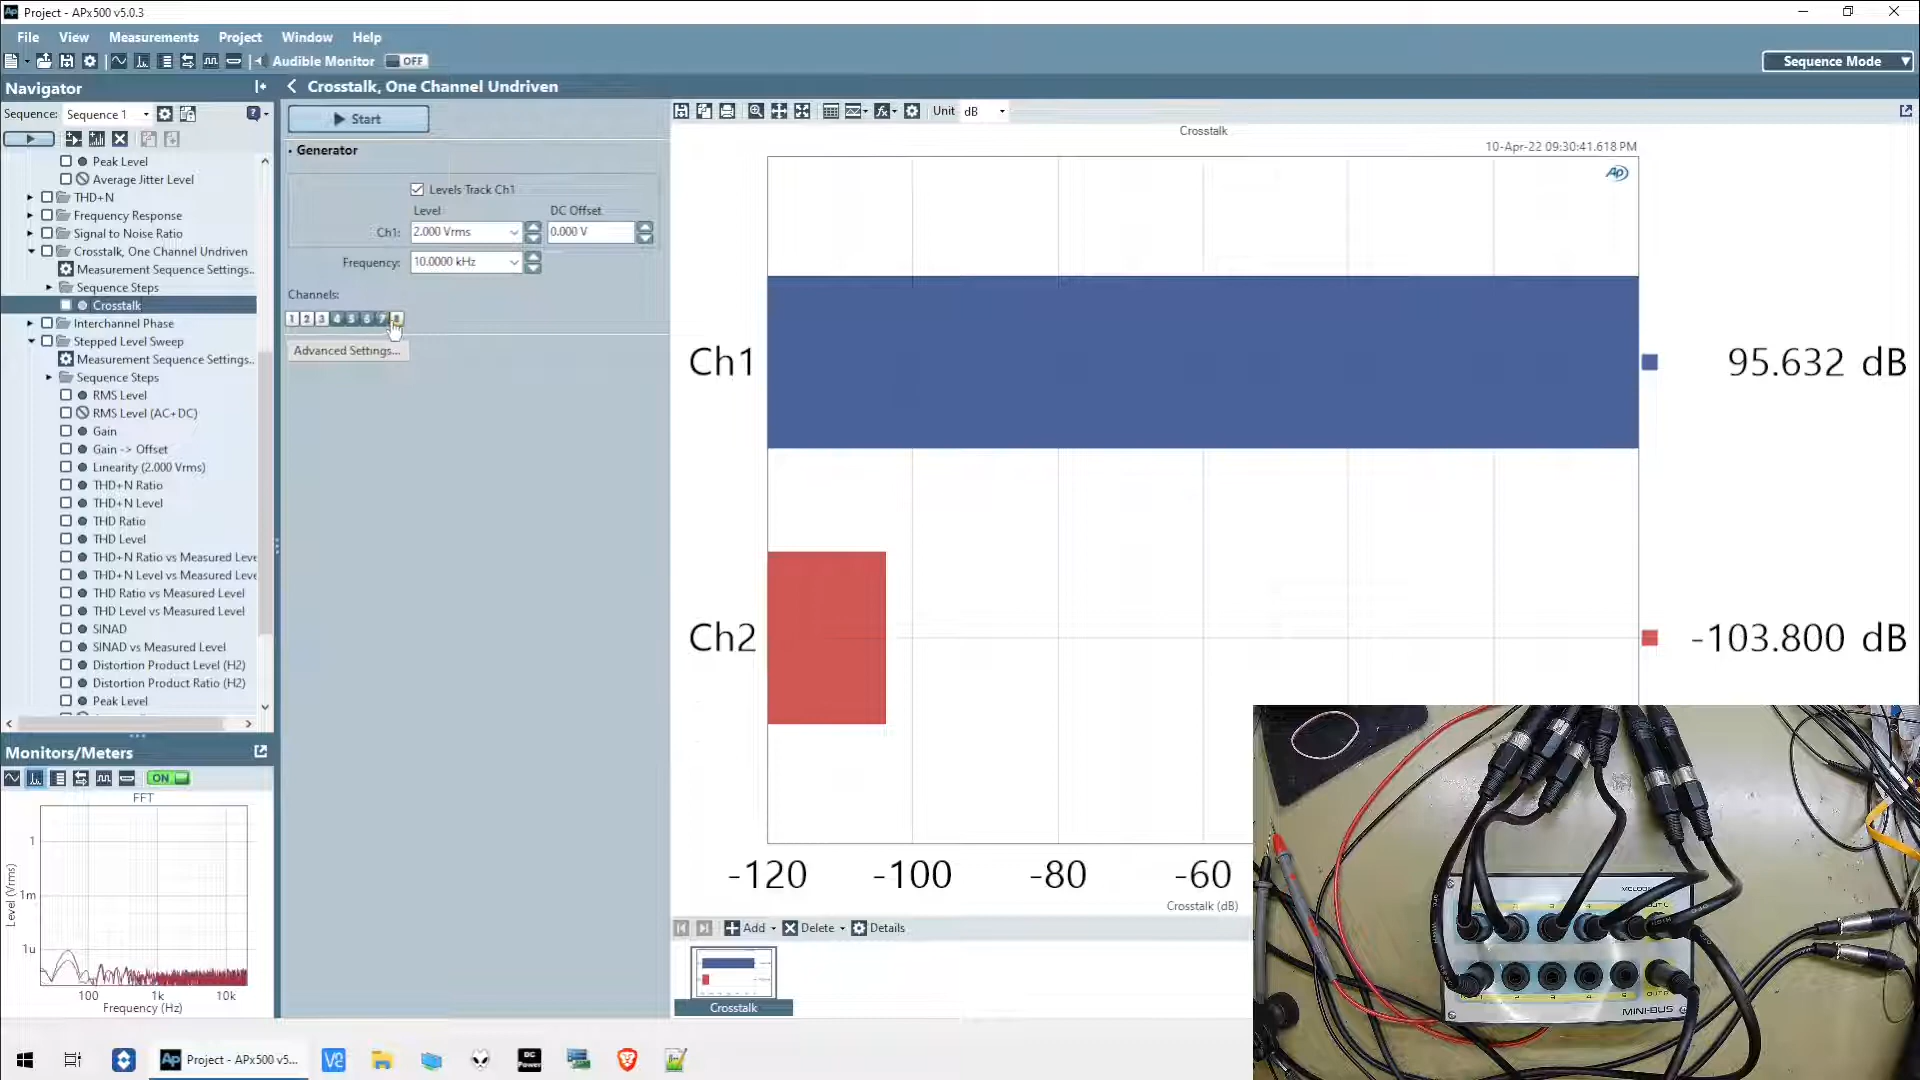 Project - APx500 v5.0.3
File View Measurements Project Window Help
Audible Monitor OFF
Sequence Mode
Navigator
Crosstalk, One Channel Undriven
Sequence: Sequence 1
Start
Unit dB
Generator
Levels Track Ch1
Level DC Offset
Ch1: 2.000 Vrms 0.000 V
Frequency: 10.0000 kHz
Channels:
1 2 3 4 5 6 7 8
Advanced Settings...
Peak Level
Average Jitter Level
THD+N
Frequency Response
Signal to Noise Ratio
Crosstalk, One Channel Undriven
Measurement Sequence Settings...
Sequence Steps
Crosstalk
Interchannel Phase
Stepped Level Sweep
Measurement Sequence Settings...
Sequence Steps
RMS Level
RMS Level (AC+DC)
Gain
Gain -> Offset
Linearity (2.000 Vrms)
THD+N Ratio
THD+N Level
THD Ratio
THD Level
THD+N Ratio vs Measured Leve
THD+N Level vs Measured Leve
THD Ratio vs Measured Level
THD Level vs Measured Level
SINAD
SINAD vs Measured Level
Distortion Product Level (H2)
Distortion Product Ratio (H2)
Peak Level
Crosstalk
10-Apr-22 09:30:41.618 PM
AP
Ch1
95.632 dB
Ch2
-103.800 dB
-120 -100 -80 -60
Crosstalk (dB)
Add Delete Details
Crosstalk
Monitors/Meters
ON
FFT
Level (Vrms)
1
1m
1u
100 1k 10k
Frequency (Hz)
MINI-BUS
Project - APx500 v5...
DC
Power